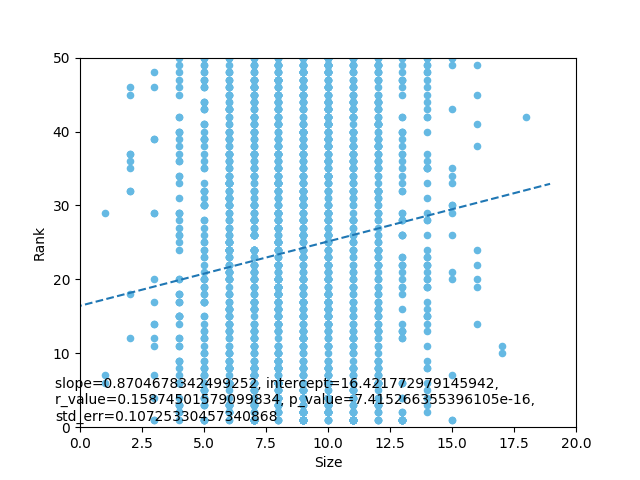 50
40
30
20
10
0
Rank
slope=0.8704678342499252, intercept=16.421772979145942,
r_value=0.15874501579099834, p_value=7.415266355396105e-16,
std_err=0.10725330457340868
0.0 2.5 5.0 7.5 10.0 12.5 15.0 17.5 20.0
Size